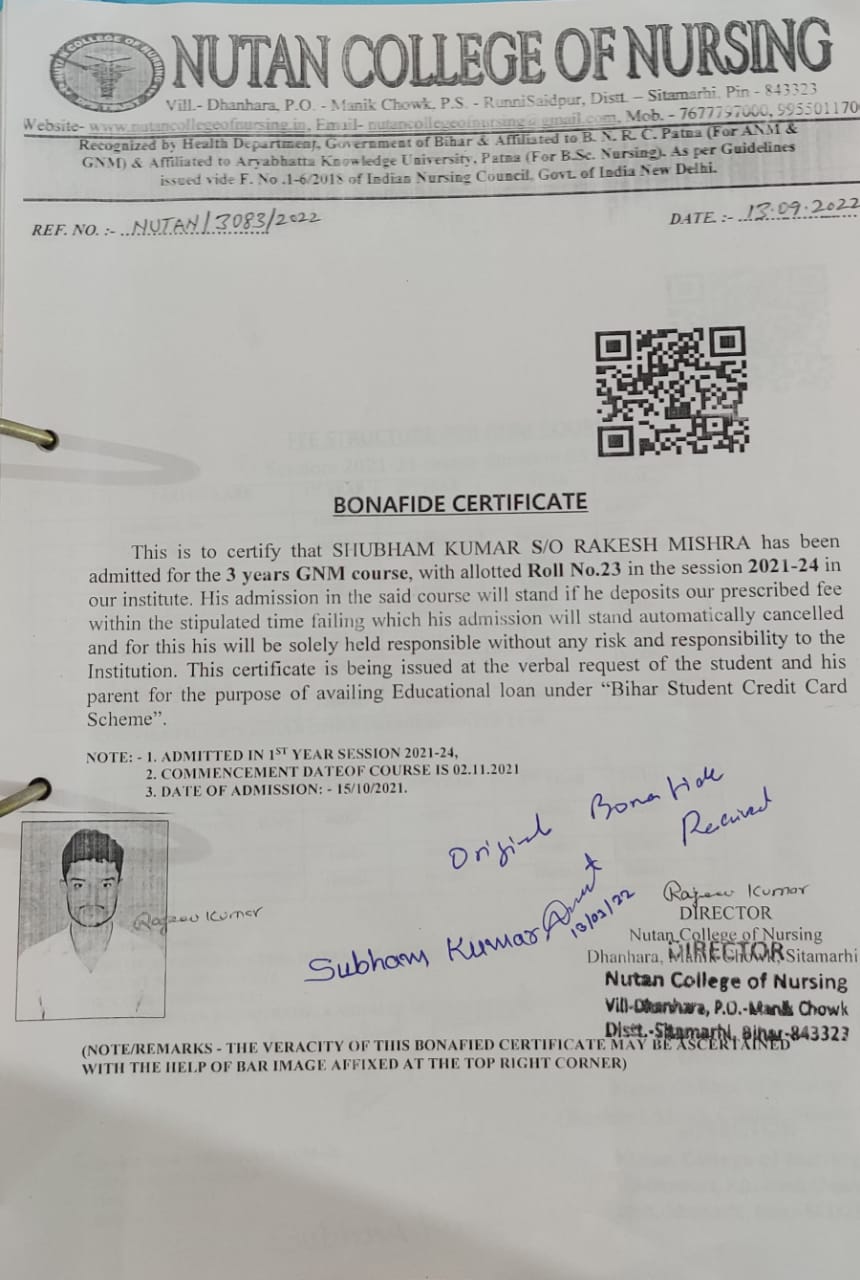 NUTAN COLLEGE OF NURSING
Vill.- Dhanhara, P.O. - Manik Chowk, P.S. - RunniSaidpur, Distt. – Sitamarhi, Pin - 843323
Website- www.nutancollegeofnursing.in, Email- nutancollegeofnursing@gmail.com, Mob. - 7677797000, 995501170
Recognized by Health Department, Government of Bihar & Affiliated to B. N. R. C. Patna (For ANM &
GNM) & Affiliated to Aryabhatta Knowledge University, Patna (For B.Sc. Nursing). As per Guidelines
issued vide F. No .1-6/2018 of Indian Nursing Council, Govt. of India New Delhi.
REF. NO. :- NUTAN/3083/2022
DATE :- 13.09.2022
BONAFIDE CERTIFICATE
This is to certify that SHUBHAM KUMAR S/O RAKESH MISHRA has been
admitted for the 3 years GNM course, with allotted Roll No.23 in the session 2021-24 in
our institute. His admission in the said course will stand if he deposits our prescribed fee
within the stipulated time failing which his admission will stand automatically cancelled
and for this his will be solely held responsible without any risk and responsibility to the
Institution. This certificate is being issued at the verbal request of the student and his
parent for the purpose of availing Educational loan under “Bihar Student Credit Card
Scheme”.
NOTE: - 1. ADMITTED IN 1ST YEAR SESSION 2021-24,
2. COMMENCEMENT DATEOF COURSE IS 02.11.2021
3. DATE OF ADMISSION: - 15/10/2021.
Original Bonafide
Received
Rajeev Kumar
Subham Kumar
Rajeev Kumar
DIRECTOR
Nutan College of Nursing
Dhanhara, Manik Chowk, Sitamarhi
DIRECTOR
Nutan College of Nursing
Vill-Dhanhara, P.O.-Manik Chowk
Distt.-Sitamarhi, Bihar-843323
(NOTE/REMARKS - THE VERACITY OF THIS BONAFIED CERTIFICATE MAY BE ASCERTAINED
WITH THE HELP OF BAR IMAGE AFFIXED AT THE TOP RIGHT CORNER)